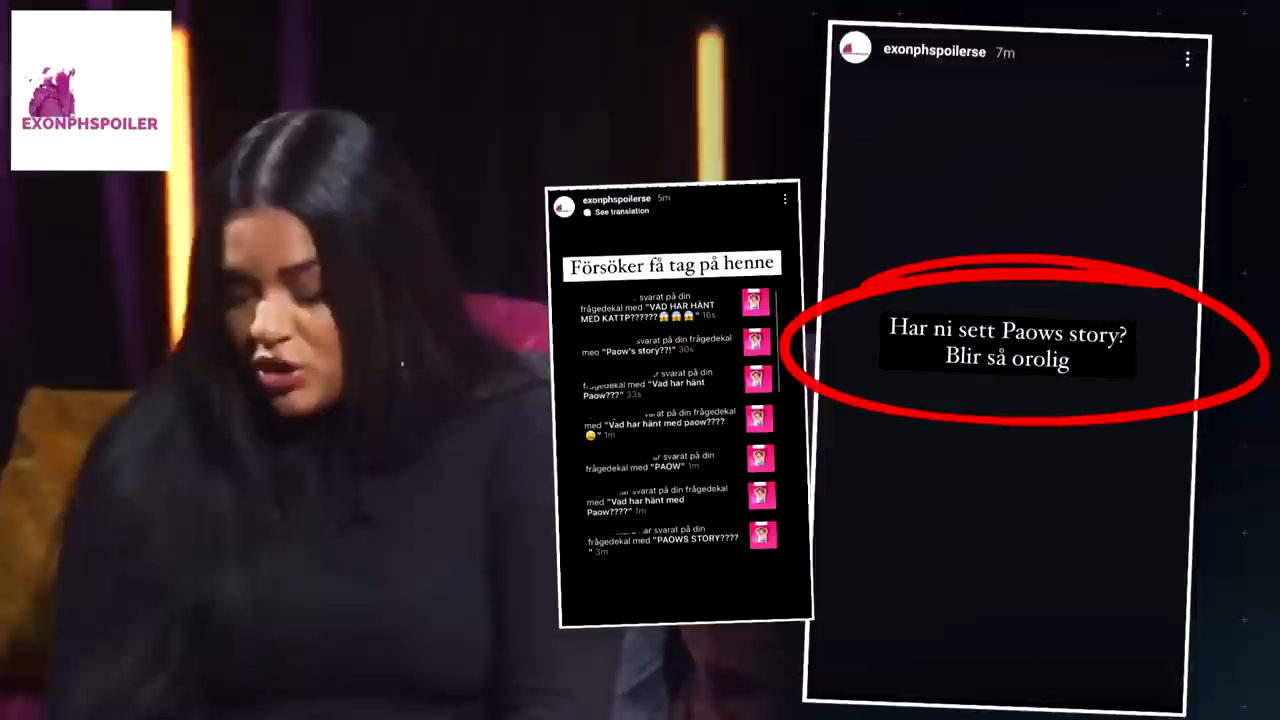 EXONPHSPOILER
exonphspoilerse 5m
See translation
Försöker få tag på henne
svarat på din
frågedekal med "VAD HAR HÄNT
MED KATTP??????😱😱😱" 16s
svarat på din frågedekal
med "Paow's story??!" 30s
svarat på din
frågedekal med "Vad har hänt
Paow???" 33s
svarat på din frågedekal
med "Vad har hänt med paow????
😩" 1m
svarat på din
frågedekal med "PAOW" 1m
svarat på din frågedekal
med "Vad har hänt med
Paow????" 1m
har svarat på din
frågedekal med "PAOWS STORY????
" 3m
exonphspoilerse 7m
Har ni sett Paows story?
Blir så orolig